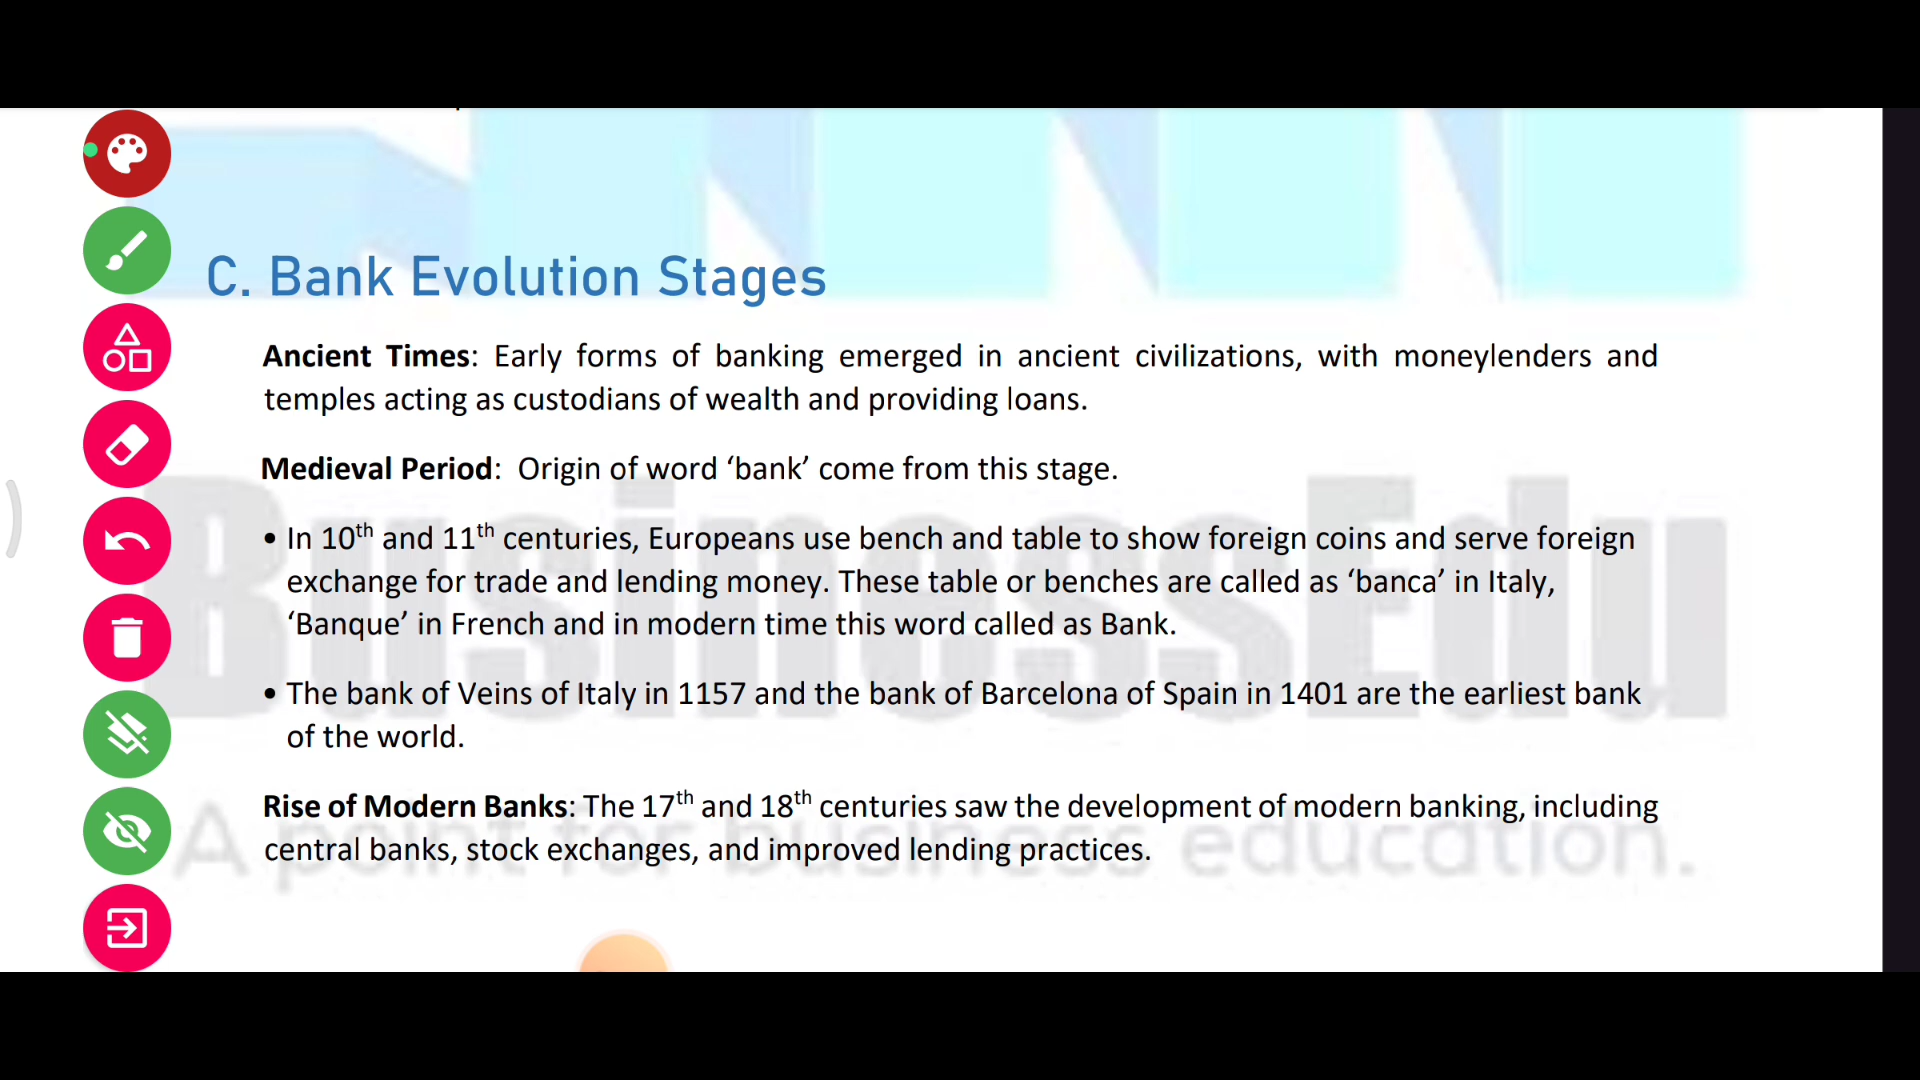 C. Bank Evolution Stages
Ancient Times: Early forms of banking emerged in ancient civilizations, with moneylenders and
temples acting as custodians of wealth and providing loans.
Medieval Period: Origin of word ‘bank’ come from this stage.
• In 10th and 11th centuries, Europeans use bench and table to show foreign coins and serve foreign
exchange for trade and lending money. These table or benches are called as ‘banca’ in Italy,
‘Banque’ in French and in modern time this word called as Bank.
• The bank of Veins of Italy in 1157 and the bank of Barcelona of Spain in 1401 are the earliest bank
of the world.
Rise of Modern Banks: The 17th and 18th centuries saw the development of modern banking, including
central banks, stock exchanges, and improved lending practices.
BusinessEdu
A point for business education.